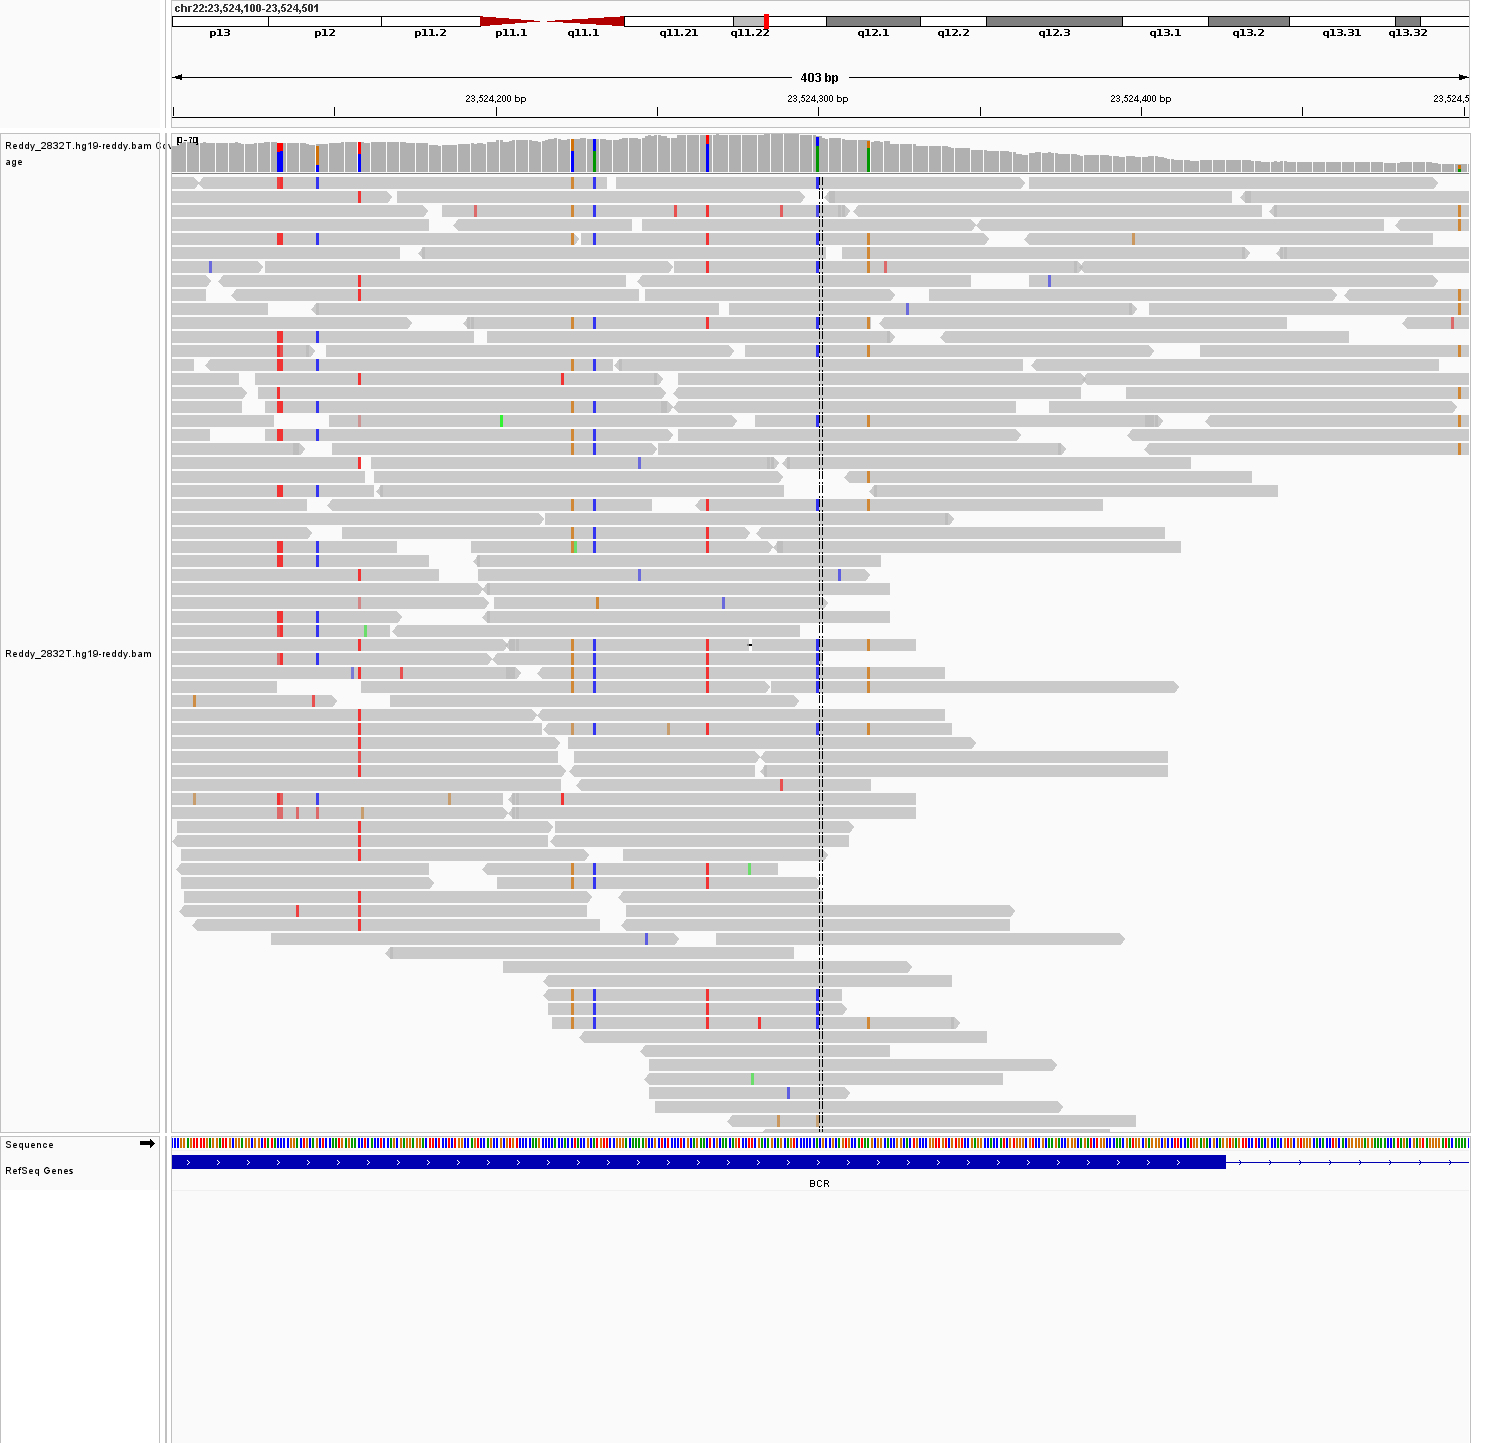 chr22:23,524,100-23,524,501
p13 p12 p11.2 p11.1 q11.1 q11.21 q11.22 q12.1 q12.2 q12.3 q13.1 q13.2 q13.31 q13.32
403 bp
23,524,200 bp 23,524,300 bp 23,524,400 bp 23,524,5
[0-70]
Reddy_2832T.hg19-reddy.bam Cov
age
Reddy_2832T.hg19-reddy.bam
Sequence
RefSeq Genes
BCR